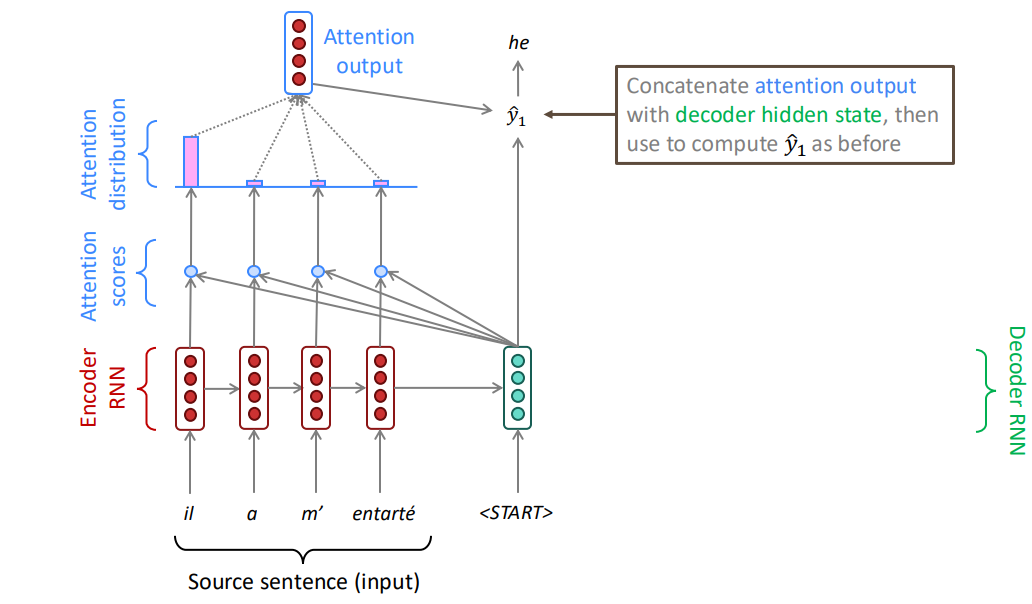 Attention
output
he
ŷ₁
Concatenate attention output
with decoder hidden state, then
use to compute ŷ₁ as before
Attention
distribution
Attention
scores
Encoder
RNN
Decoder RNN
il
a
m’
entarté
<START>
Source sentence (input)